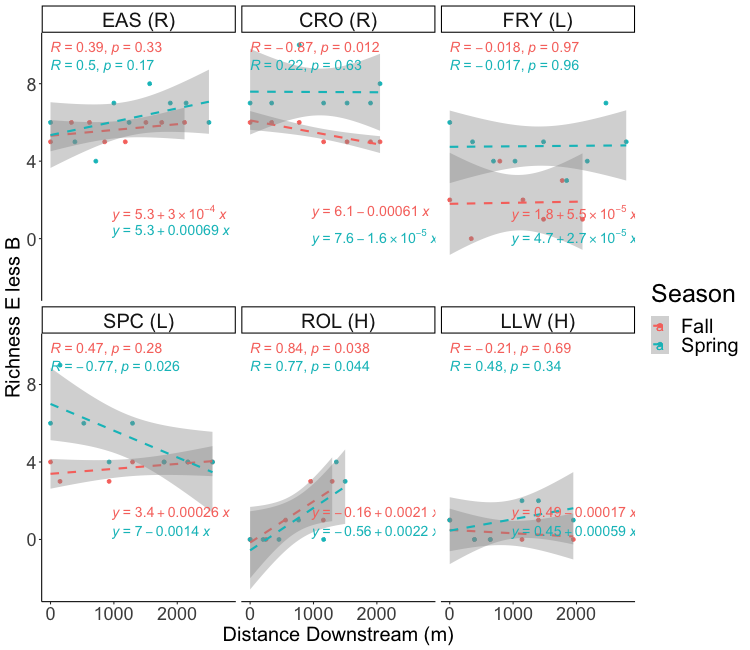 EAS (R) CRO (R) FRY (L)
R = 0.39, p = 0.33
R = 0.5, p = 0.17
R = −0.87, p = 0.012
R = 0.22, p = 0.63
R = −0.018, p = 0.97
R = −0.017, p = 0.96
y = 5.3 + 3 × 10⁻⁴ x
y = 5.3 + 0.00069 x
y = 6.1 − 0.00061 x
y = 7.6 − 1.6 × 10⁻⁵ x
y = 1.8 + 5.5 × 10⁻⁵ x
y = 4.7 + 2.7 × 10⁻⁵ x
8
4
0
SPC (L) ROL (H) LLW (H)
R = 0.47, p = 0.28
R = −0.77, p = 0.026
R = 0.84, p = 0.038
R = 0.77, p = 0.044
R = −0.21, p = 0.69
R = 0.48, p = 0.34
y = 3.4 + 0.00026 x
y = 7 − 0.0014 x
y = −0.16 + 0.0021 x
y = −0.56 + 0.0022 x
y = 0.49 − 0.00017 x
y = 0.45 + 0.00059 x
8
4
0
0 1000 2000 0 1000 2000 0 1000 2000
Distance Downstream (m)
Richness E less B
Season
a Fall
a Spring